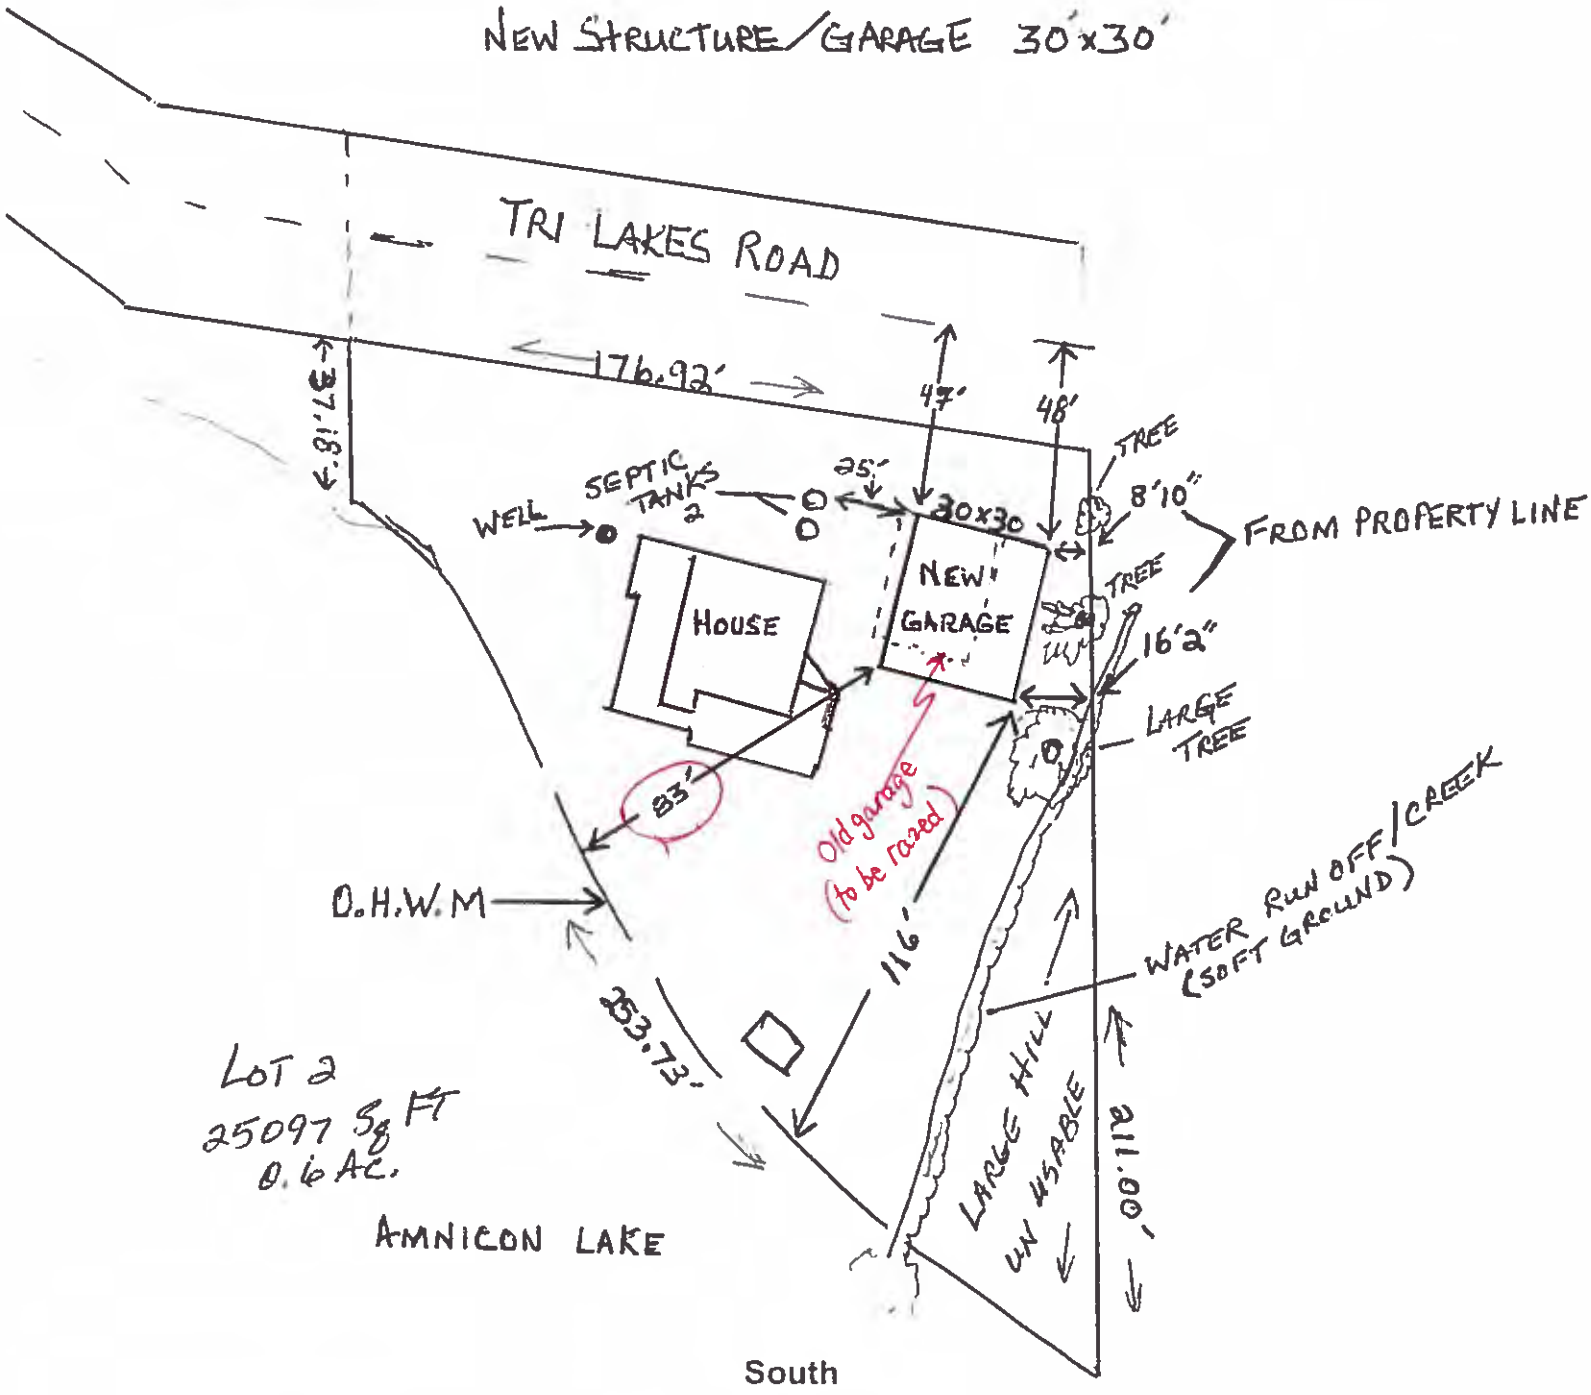 NEW STRUCTURE/GARAGE 30'x30'
TRI LAKES ROAD
176.92'
37.18'
47'
48'
TREE
8'10"
FROM PROPERTY LINE
25'
SEPTIC
TANKS
2
WELL
30x30
NEW
GARAGE
HOUSE
TREE
16'2"
LARGE
TREE
83'
Old garage
(to be razed)
O.H.W.M
116'
WATER RUN OFF/CREEK
(SOFT GROUND)
253.73'
LOT 2
25097 Sq FT
0.6 AC.
LARGE HILL
UN USABLE
211.00'
AMNICON LAKE
South